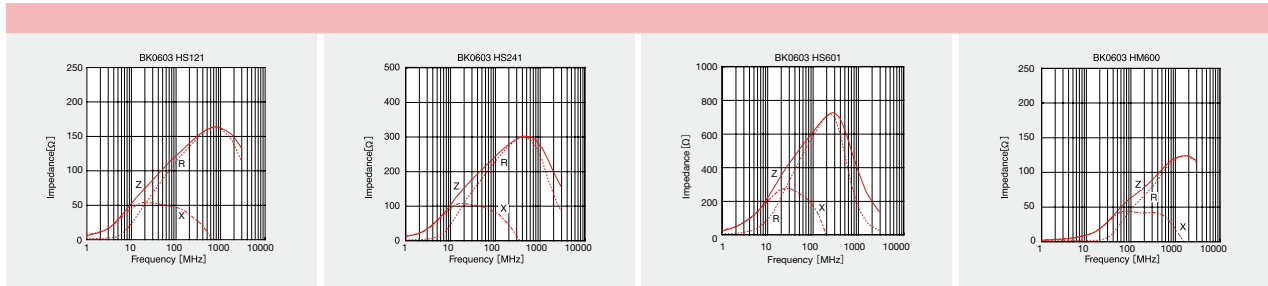 BK0603 HS121
250
200
150
100
50
0
1 10 100 1000 10000
Impedance[Ω]
Frequency [MHz]
Z
R
X
BK0603 HS241
500
400
300
200
100
0
1 10 100 1000 10000
Impedance[Ω]
Frequency [MHz]
Z
R
X
BK0603 HS601
1000
800
600
400
200
0
1 10 100 1000 10000
Impedance[Ω]
Frequency [MHz]
Z
R
X
BK0603 HM600
250
200
150
100
50
0
1 10 100 1000 10000
Impedance[Ω]
Frequency [MHz]
Z
R
X